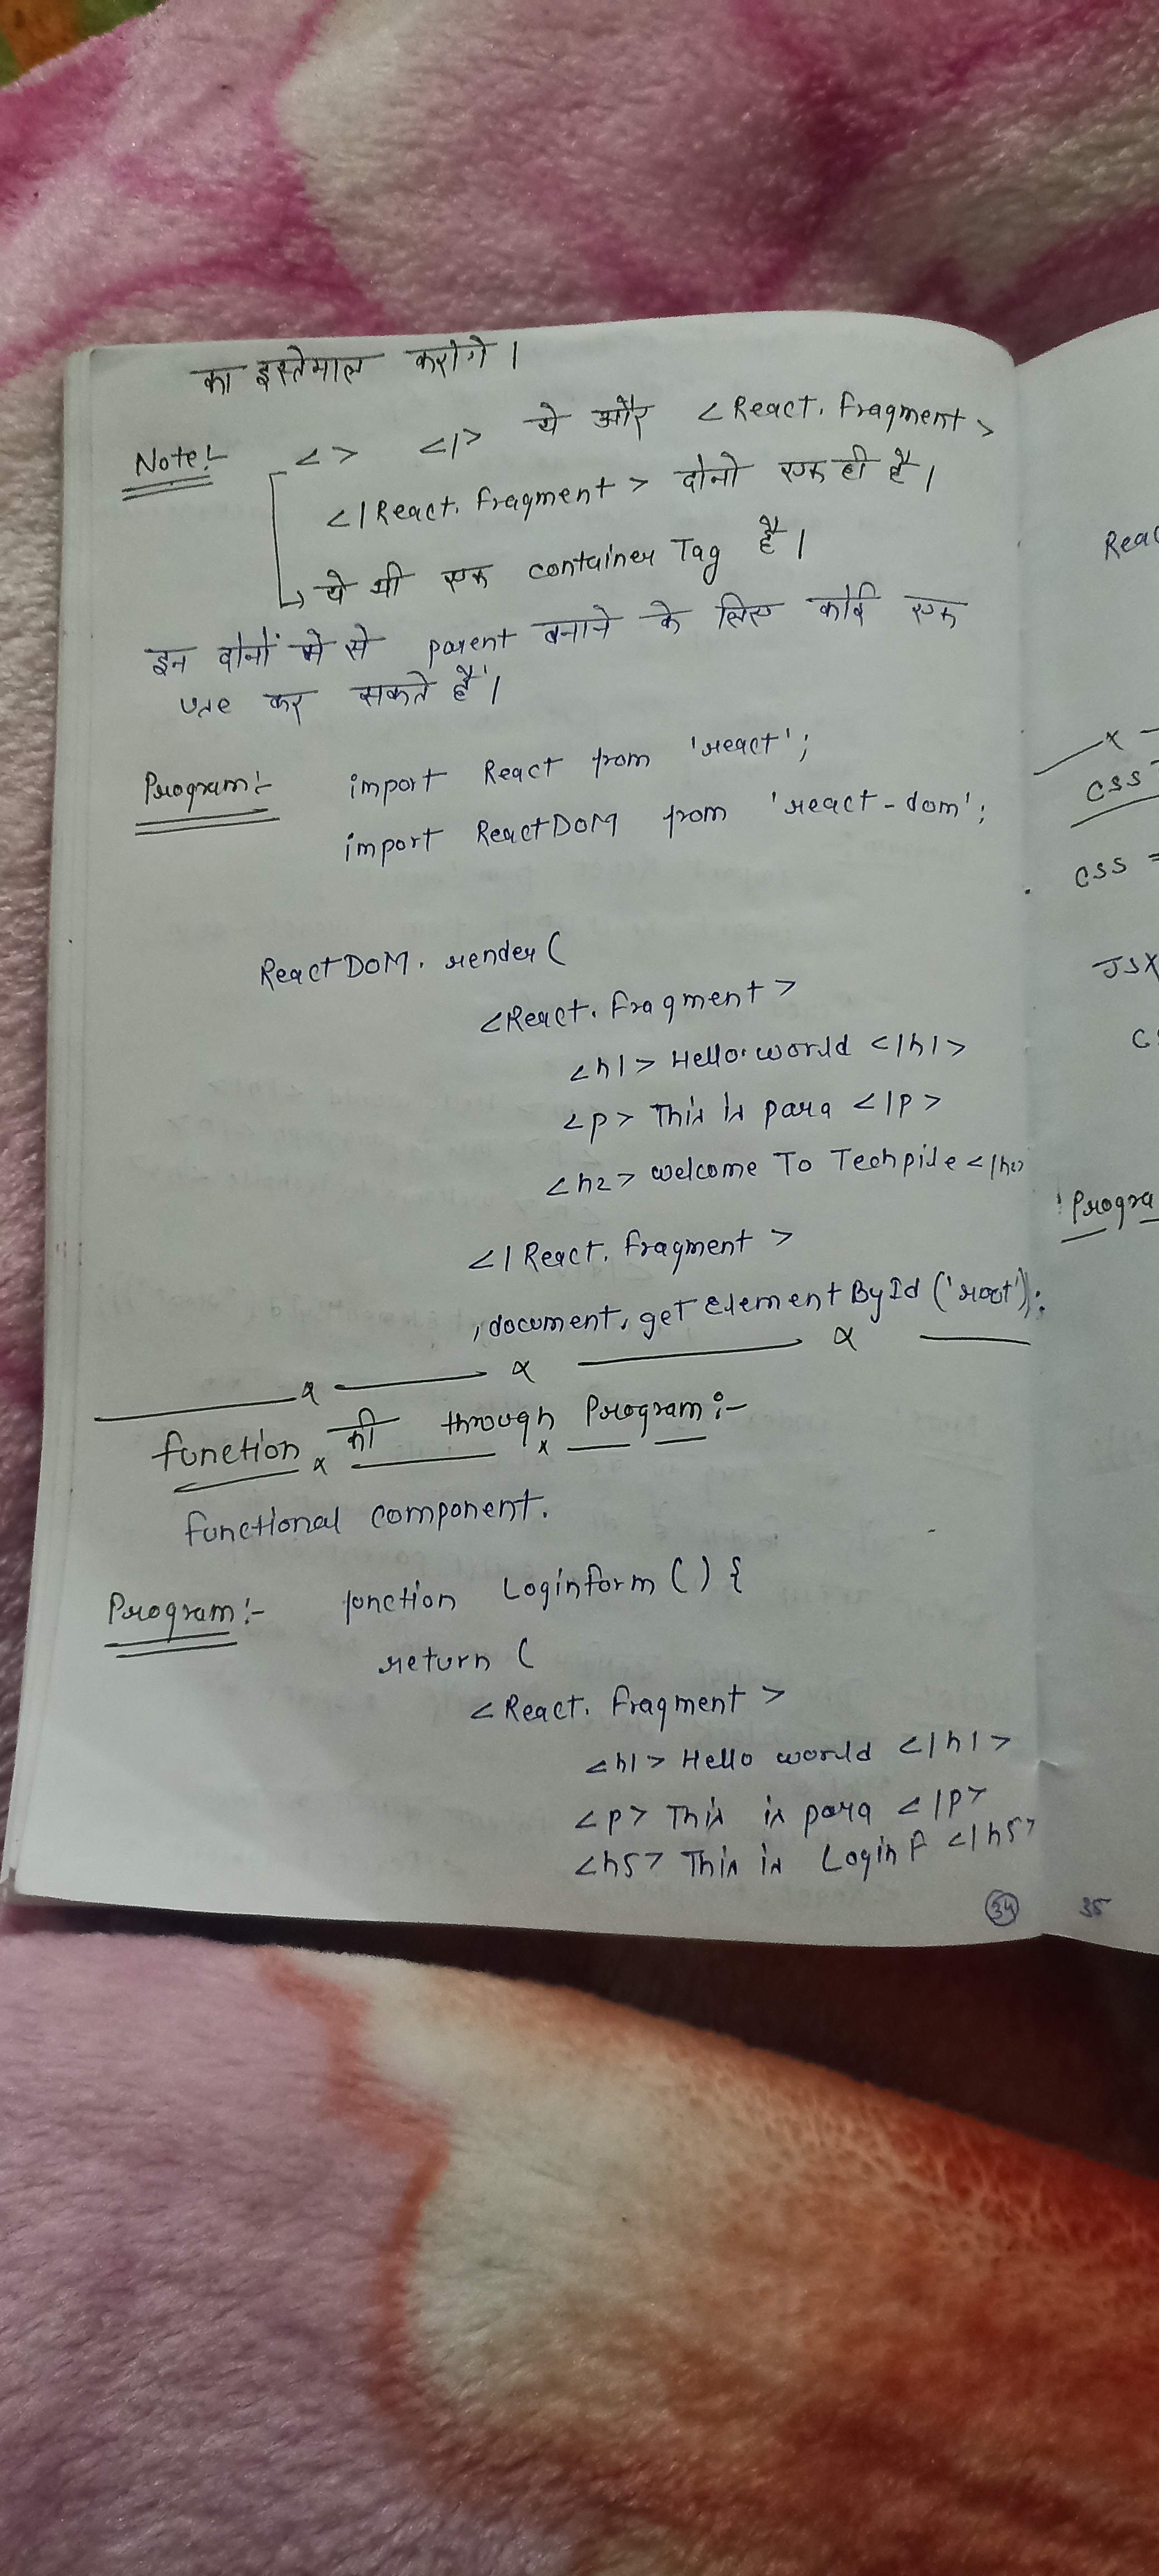 का इस्तेमाल करोगे ।
Note:- < > </> ये और <React.Fragment>
</React.Fragment> दोनो एक ही है ।
ये भी एक container Tag है ।
इन दोनों मे से parent बनाने के लिए कोई एक
use कर सकते है ।
Program:- import React from 'react';
import ReactDOM from 'react-dom';
ReactDOM.render(
<React.Fragment>
<h1> Hello world </h1>
<p> This is para </p>
<h2> welcome To Techpile </h2>
</React.Fragment>
,document.getElementById('root');
function की through Program:-
functional component.
Program:- function Loginform () {
return (
<React.Fragment>
<h1> Hello world </h1>
<p> This is para </p>
<h5> This is Login F </h5>
34
35
CSS
CSS =
JSX